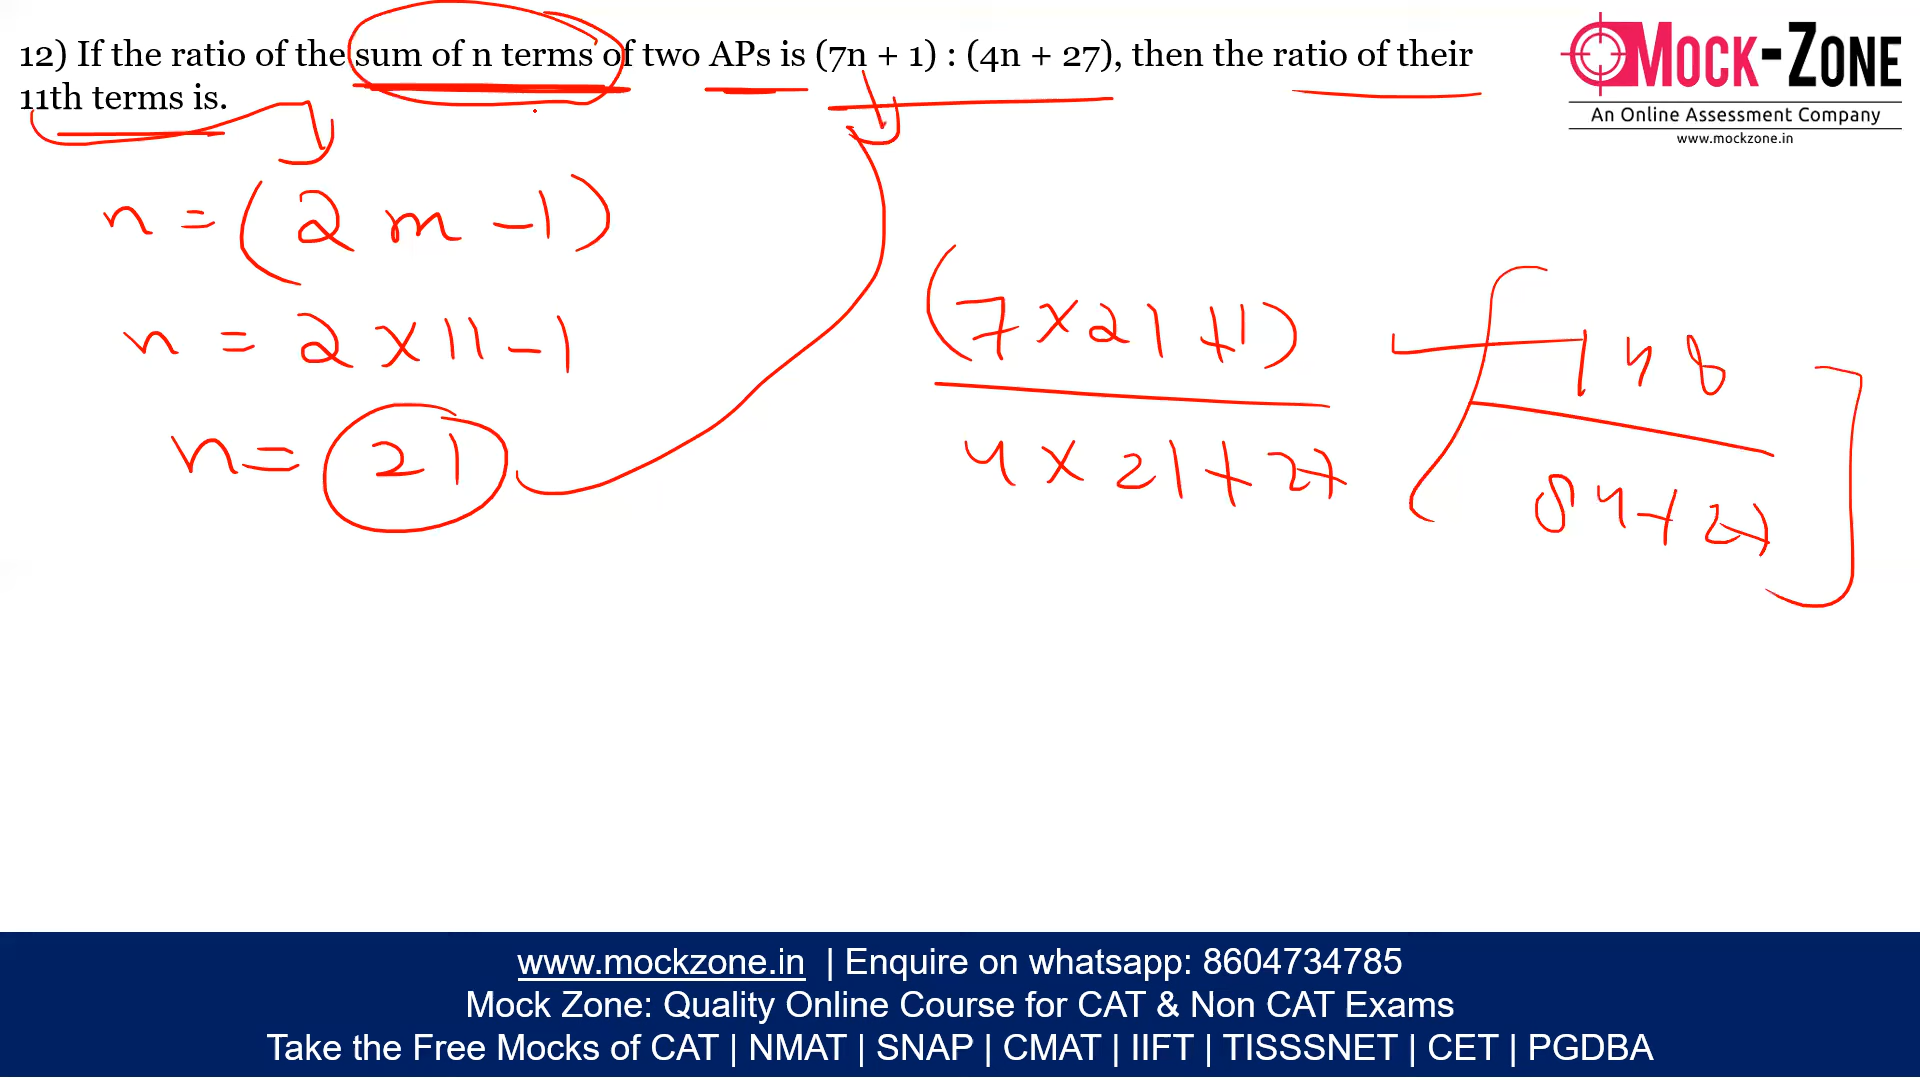 12) If the ratio of the sum of n terms of two APs is (7n + 1) : (4n + 27), then the ratio of their
11th terms is.
MOCK-ZONE
An Online Assessment Company
www.mockzone.in
n = (2m - 1)
n = 2 × 11 - 1
n = 21
(7 × 21 + 1)
4 × 21 + 27
148
84 + 27
www.mockzone.in | Enquire on whatsapp: 8604734785
Mock Zone: Quality Online Course for CAT & Non CAT Exams
Take the Free Mocks of CAT | NMAT | SNAP | CMAT | IIFT | TISSSNET | CET | PGDBA